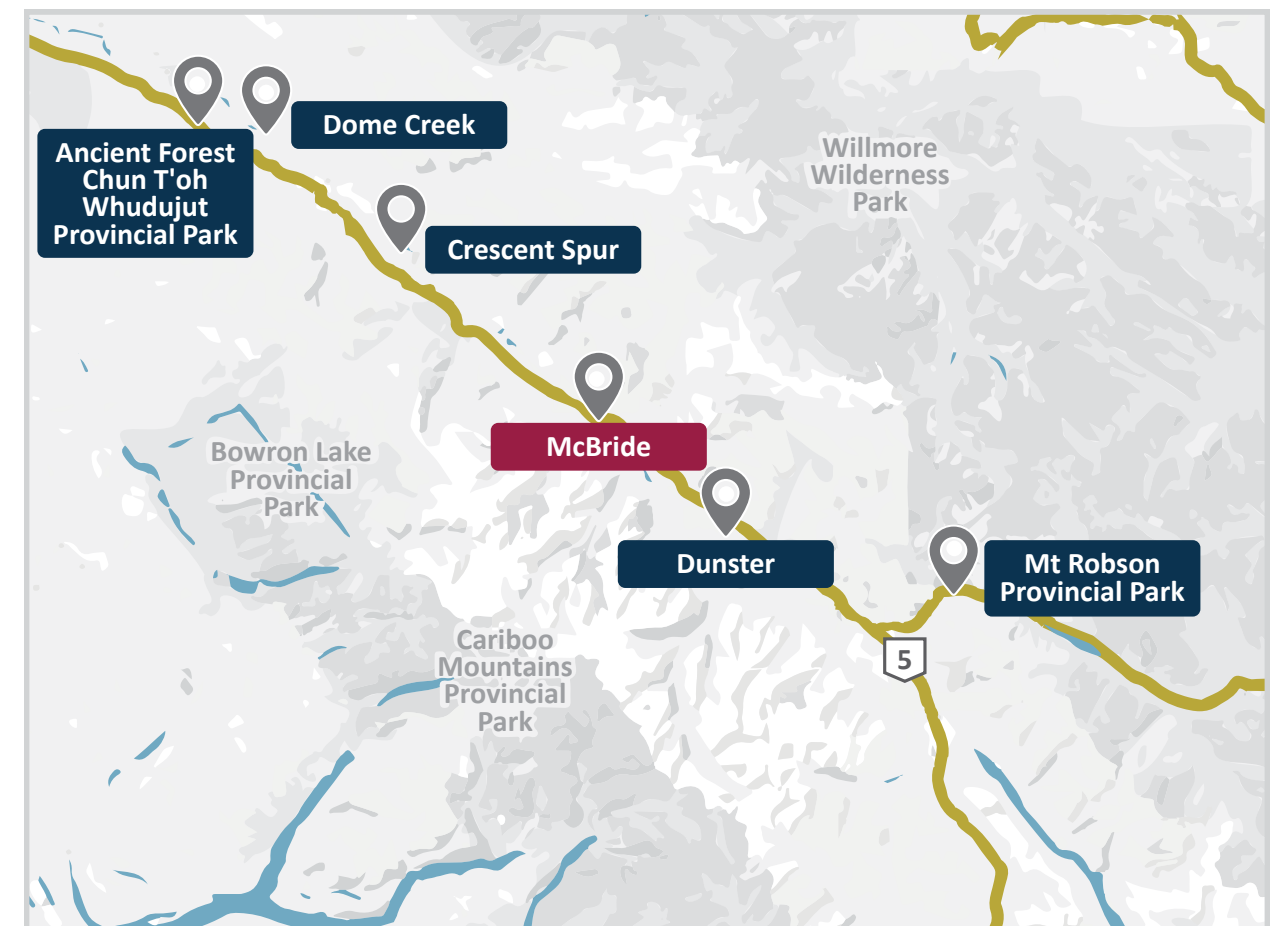 Dome Creek
Ancient Forest
Chun T'oh
Whudujut
Provincial Park
Willmore
Wilderness
Park
Crescent Spur
McBride
Bowron Lake
Provincial
Park
Dunster
Mt Robson
Provincial Park
Cariboo
Mountains
Provincial
Park
5